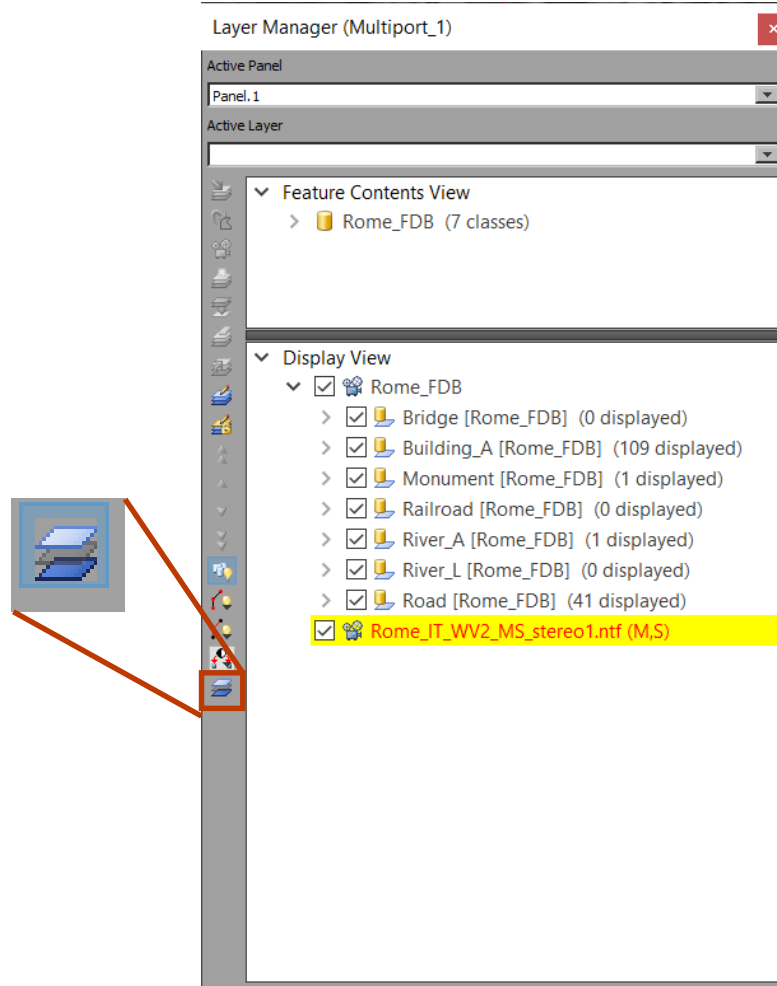 Layer Manager (Multiport_1)
Active Panel
Panel.1
Active Layer
Feature Contents View
Rome_FDB (7 classes)
Display View
Rome_FDB
Bridge [Rome_FDB] (0 displayed)
Building_A [Rome_FDB] (109 displayed)
Monument [Rome_FDB] (1 displayed)
Railroad [Rome_FDB] (0 displayed)
River_A [Rome_FDB] (1 displayed)
River_L [Rome_FDB] (0 displayed)
Road [Rome_FDB] (41 displayed)
Rome_IT_WV2_MS_stereo1.ntf (M,S)